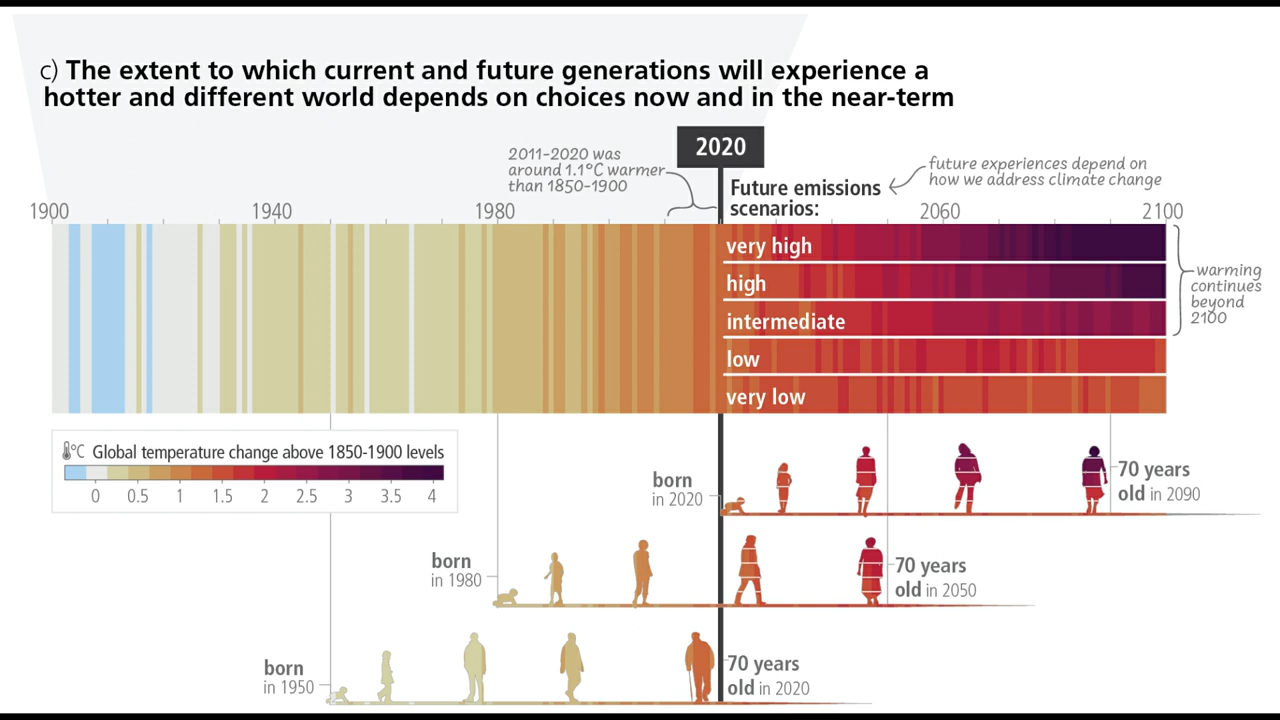 c) The extent to which current and future generations will experience a
hotter and different world depends on choices now and in the near-term
2020
2011-2020 was
around 1.1°C warmer
than 1850-1900
future experiences depend on
how we address climate change
Future emissions
scenarios:
1900
1940
1980
2060
2100
very high
high
intermediate
low
very low
warming
continues
beyond
2100
°C Global temperature change above 1850-1900 levels
0 0.5 1 1.5 2 2.5 3 3.5 4
born
in 2020
70 years
old in 2090
born
in 1980
70 years
old in 2050
born
in 1950
70 years
old in 2020